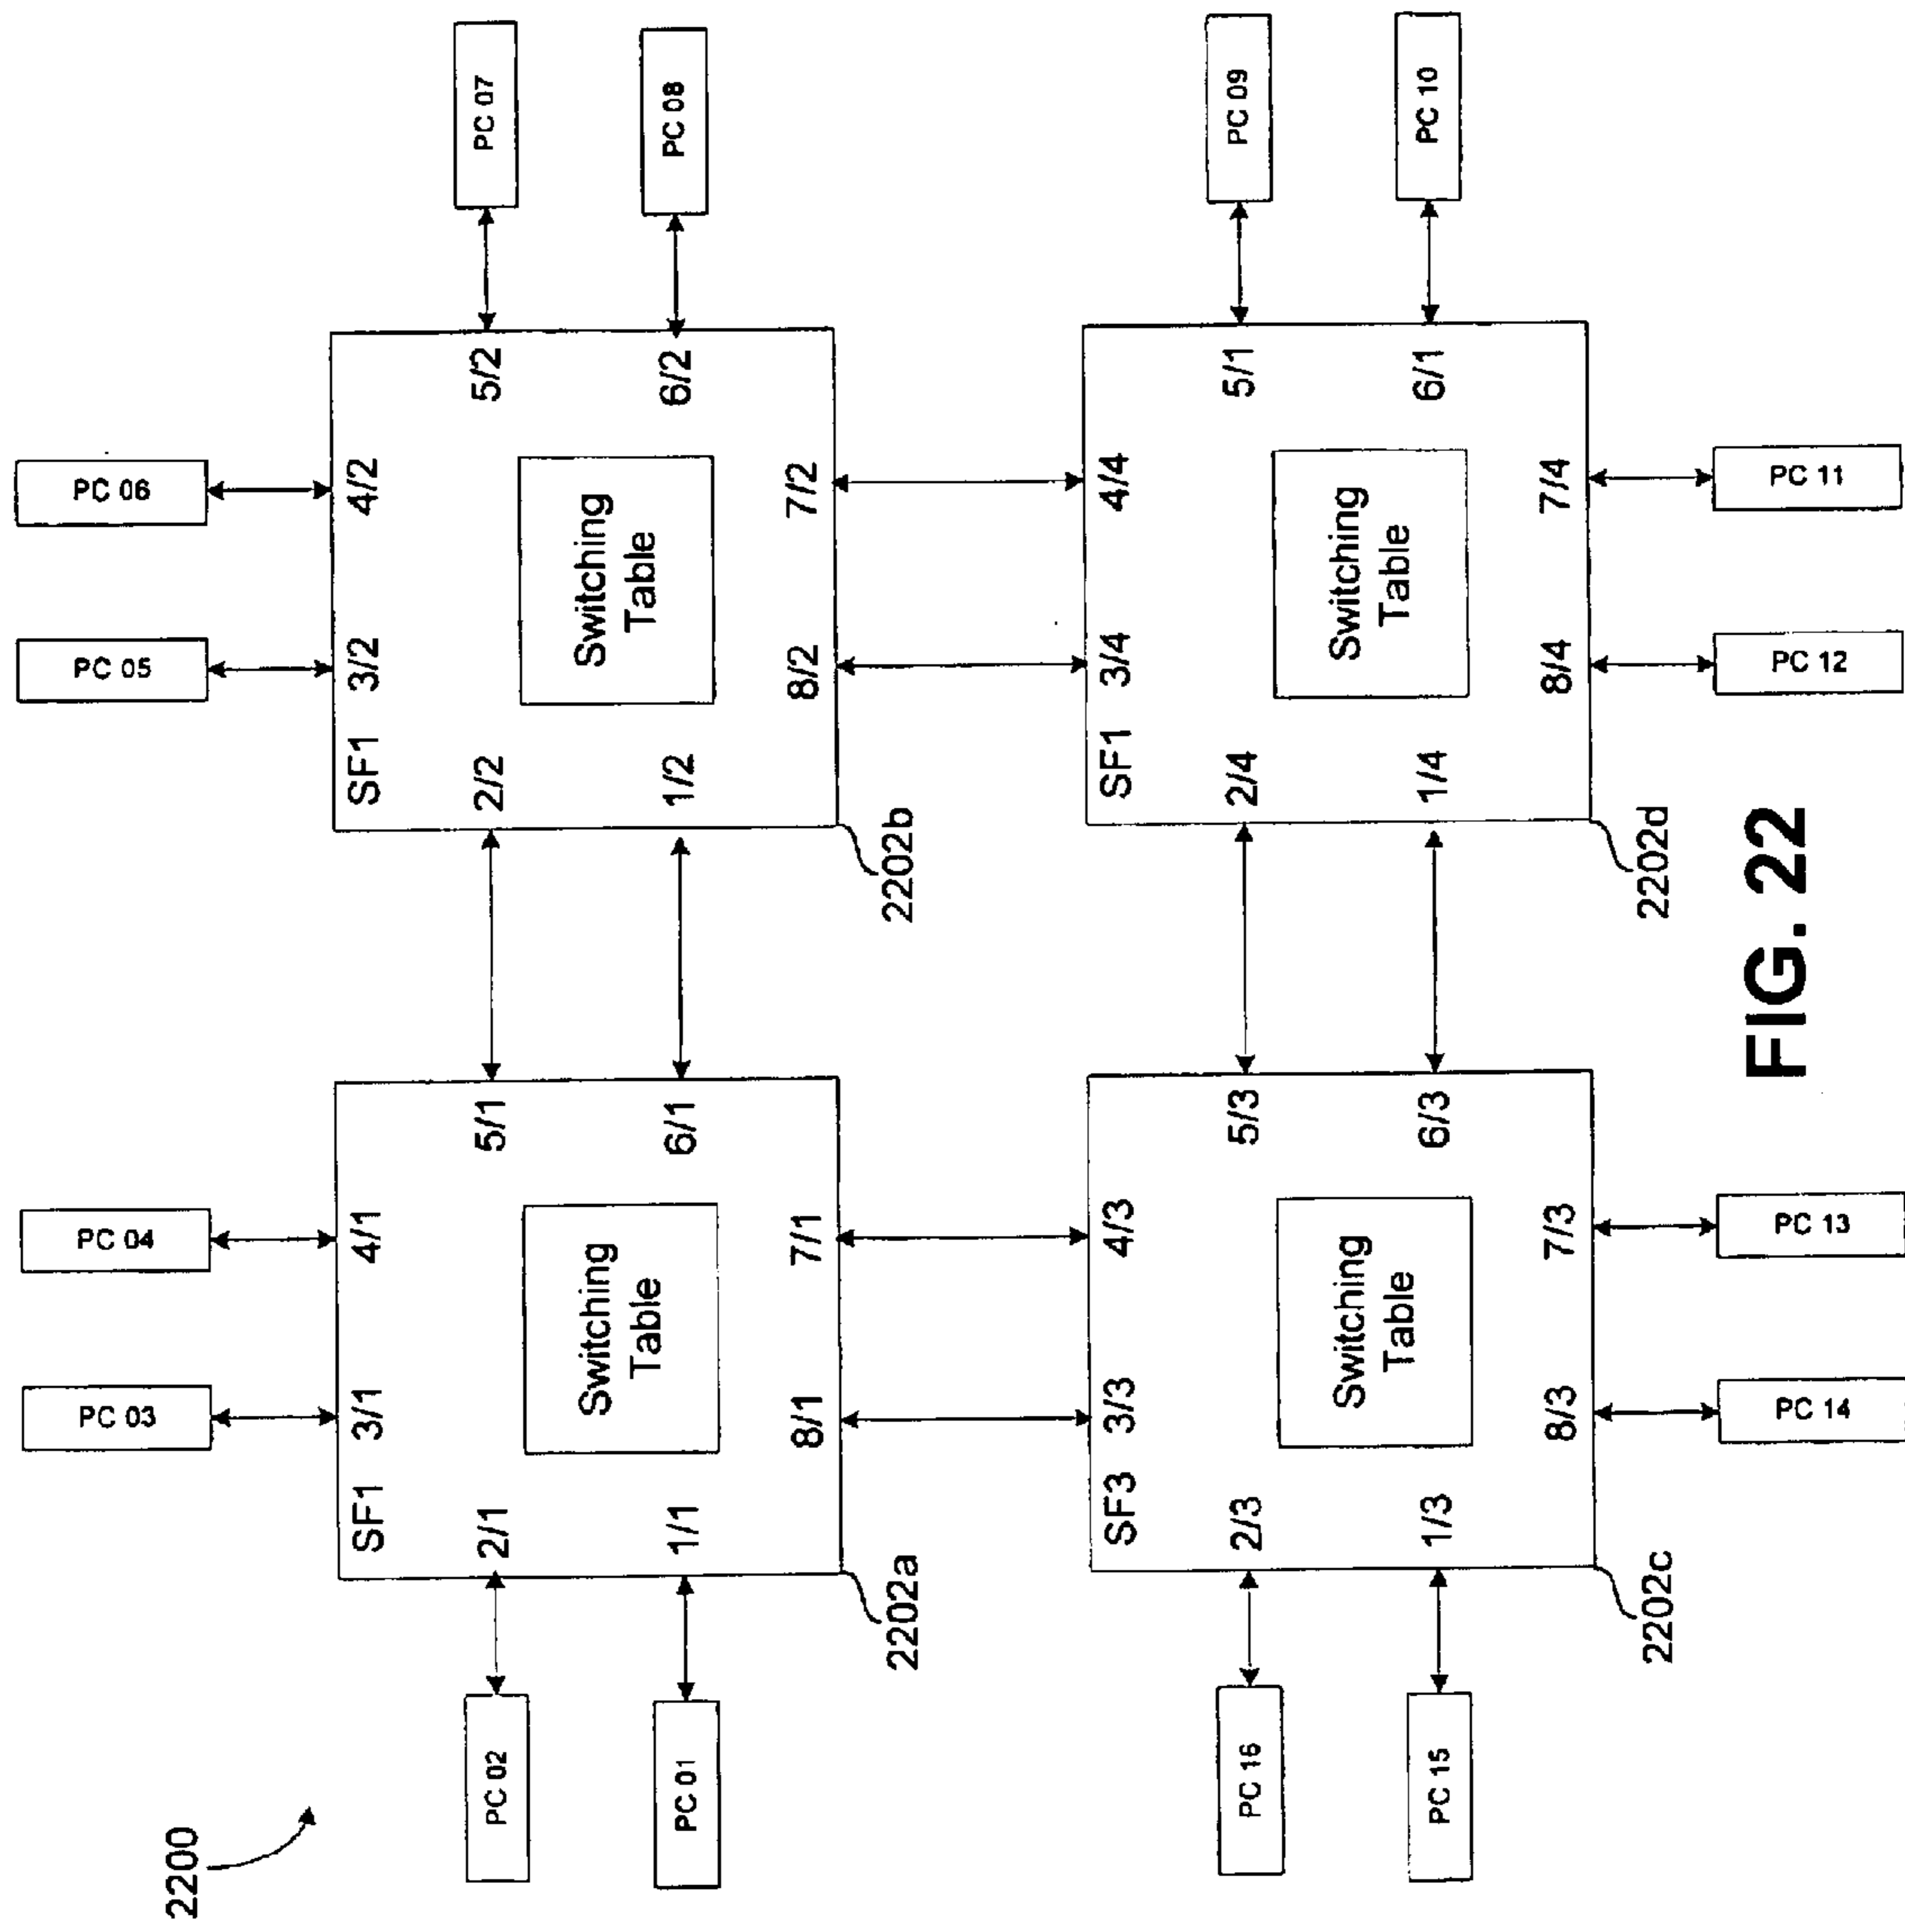 2200
PC 03
PC 04
PC 05
PC 06
PC 02
PC 01
SF1
3/1
4/1
2/1
1/1
5/1
6/1
8/1
7/1
Switching
Table
2202a
SF1
3/2
4/2
2/2
1/2
5/2
6/2
8/2
7/2
Switching
Table
2202b
PC 07
PC 08
PC 16
PC 15
SF3
3/3
4/3
2/3
1/3
5/3
6/3
8/3
7/3
Switching
Table
2202c
SF1
3/4
4/4
2/4
1/4
5/1
6/1
8/4
7/4
Switching
Table
2202d
PC 09
PC 10
PC 14
PC 13
PC 12
PC 11
FIG. 22